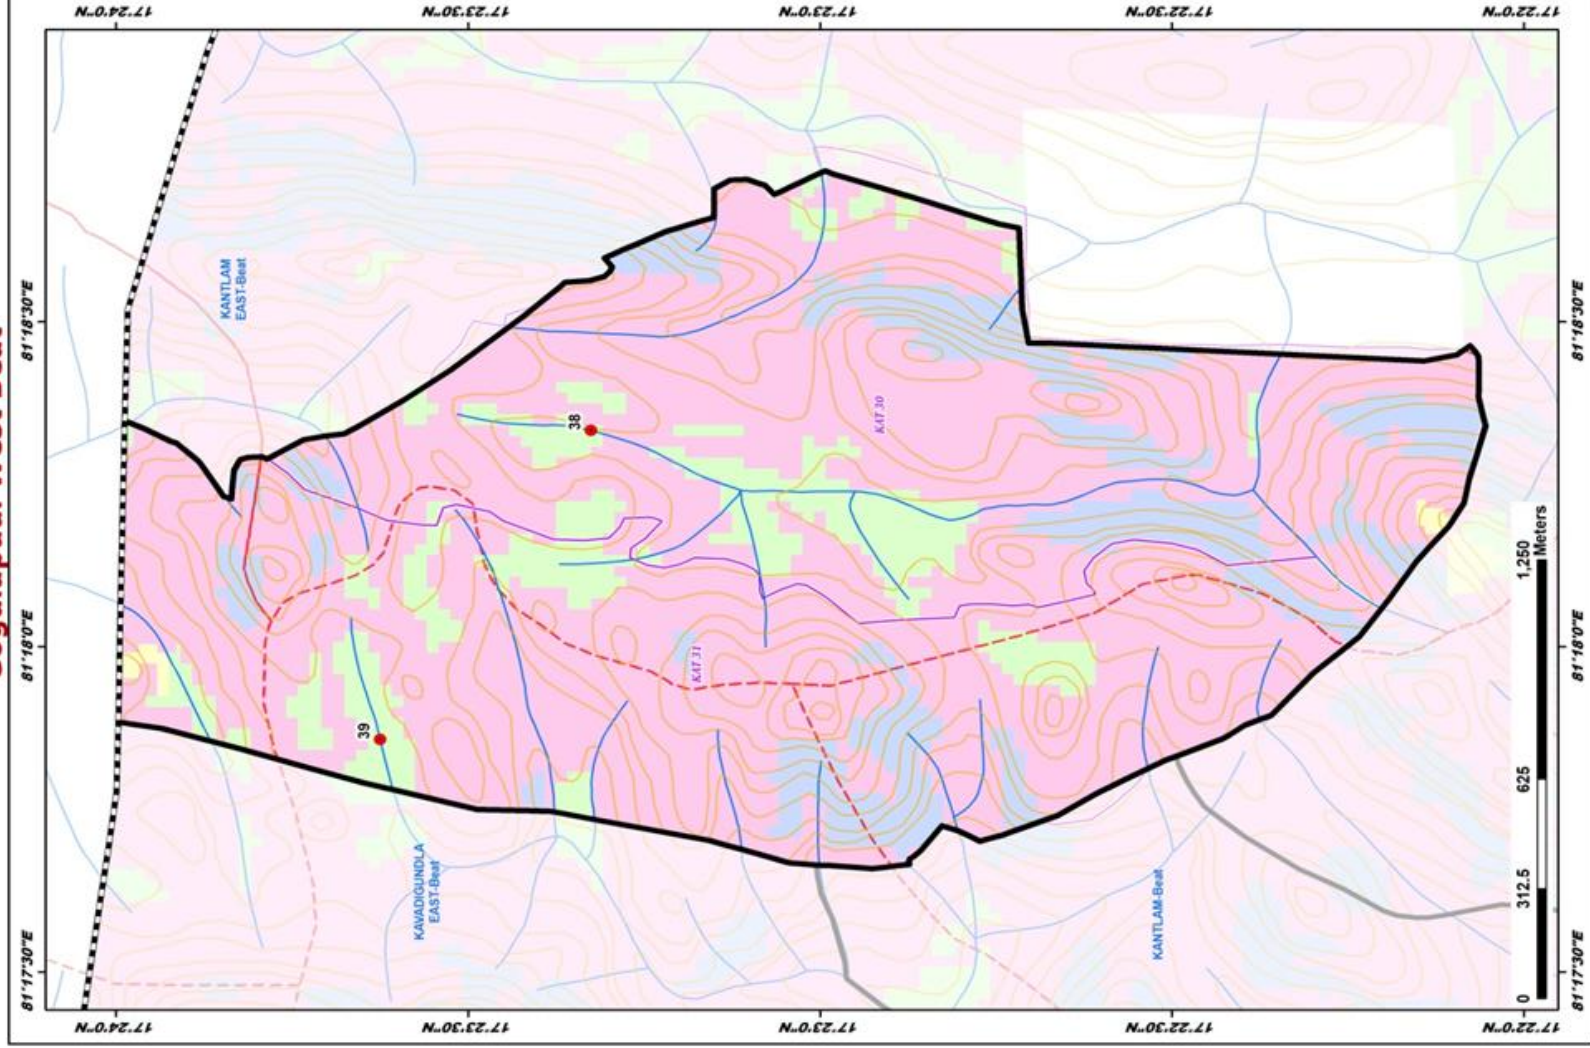 17°24'0"N 17°23'30"N 17°23'0"N 17°22'30"N 17°22'0"N
81°18'30"E
81°18'0"E
81°17'30"E
KANTLAM
EAST-Beat
38
KAT 30
KAT 31
39
KAVADIGUNDLA
EAST-Beat
KANTLAM-Beat
0 312.5 625 1,250
Meters
81°18'30"E
81°18'0"E
81°17'30"E
17°24'0"N 17°23'30"N 17°23'0"N 17°22'30"N 17°22'0"N